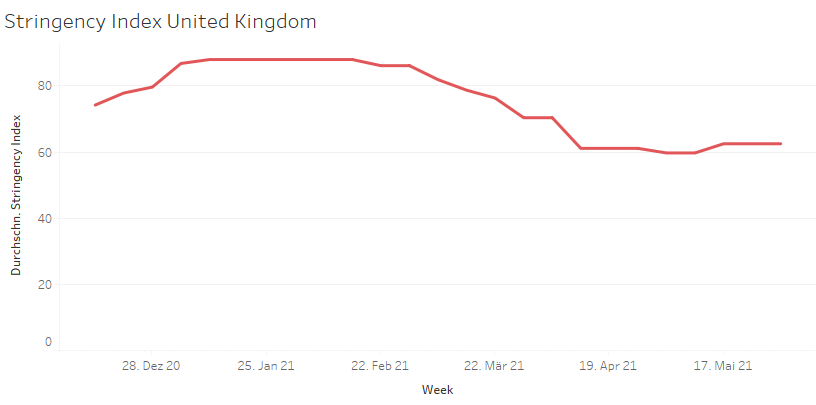 Stringency Index United Kingdom
Durchschn. Stringency Index
80
60
40
20
0
28. Dez 20
25. Jan 21
22. Feb 21
22. Mär 21
19. Apr 21
17. Mai 21
Week